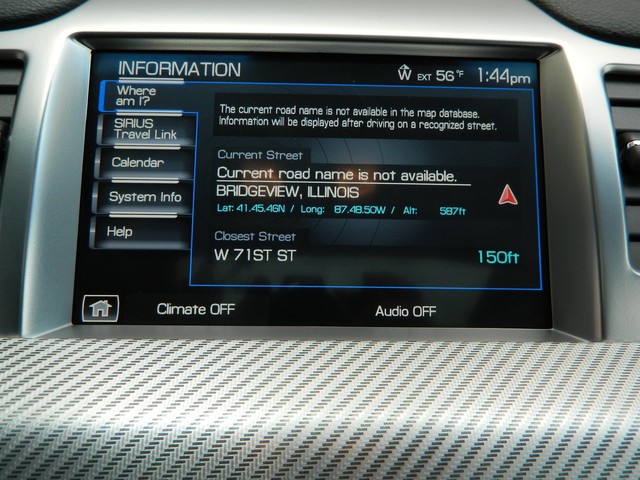 INFORMATION
W EXT 56 °F 1:44pm
Where
am I?
SIRIUS
Travel Link
Calendar
System Info
Help
The current road name is not available in the map database.
Information will be displayed after driving on a recognized street.
Current Street
Current road name is not available.
BRIDGEVIEW, ILLINOIS
Lat: 41.45.46N / Long: 87.48.50W / Alt: 587ft
Closest Street
W 71ST ST 150ft
Climate OFF Audio OFF